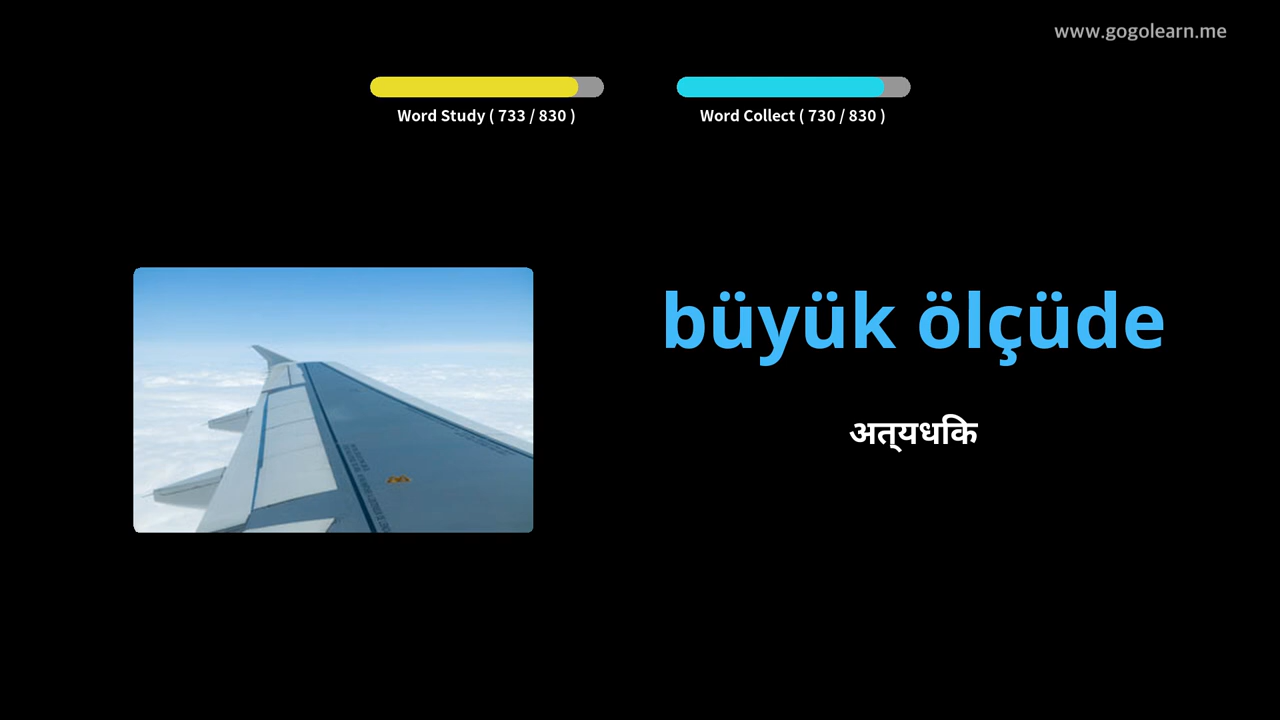 www.gogolearn.me
Word Study ( 733 / 830 )
Word Collect ( 730 / 830 )
büyük ölçüde
अत्यधिक